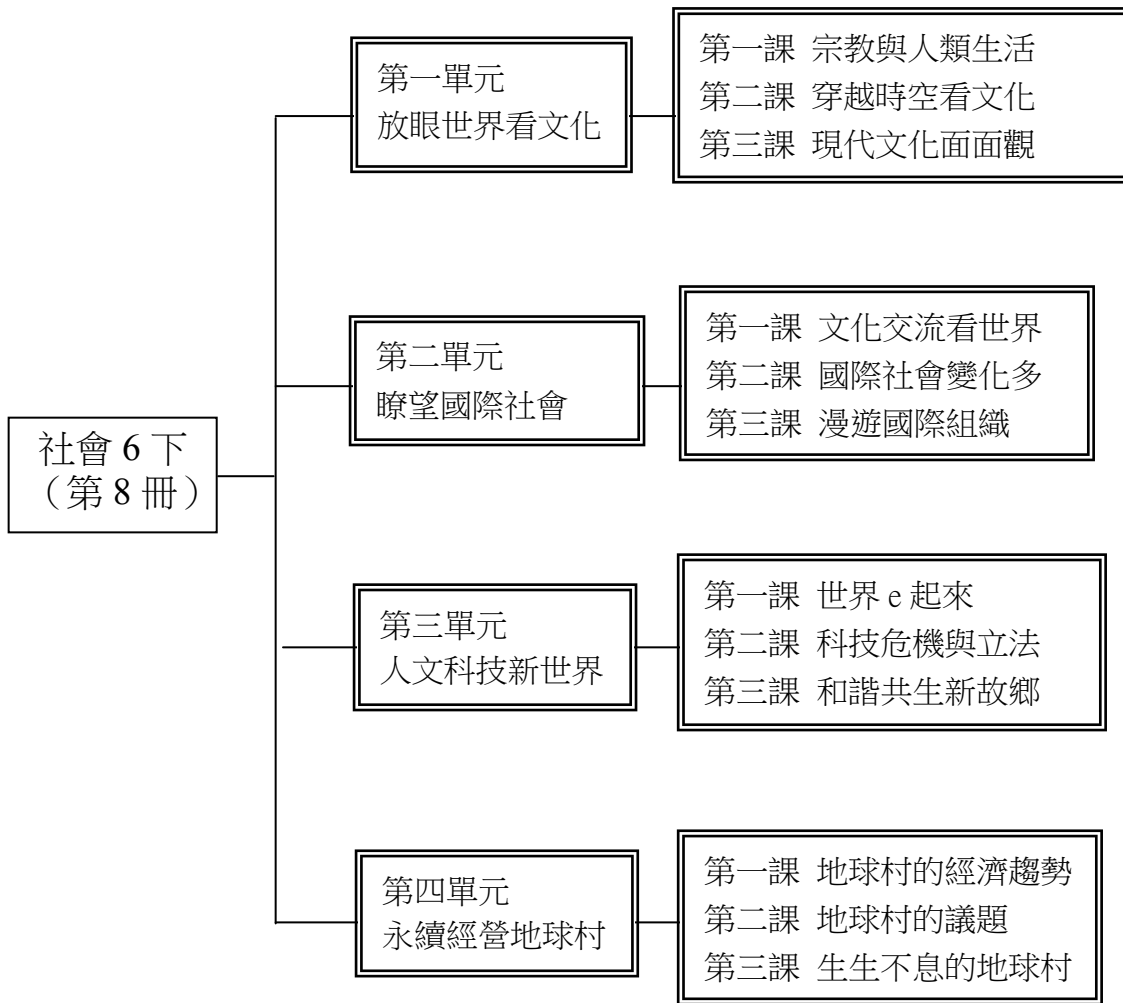 社會 6 下
（第 8 冊）
第一單元
放眼世界看文化
第一課 宗教與人類生活
第二課 穿越時空看文化
第三課 現代文化面面觀
第二單元
瞭望國際社會
第一課 文化交流看世界
第二課 國際社會變化多
第三課 漫遊國際組織
第三單元
人文科技新世界
第一課 世界 e 起來
第二課 科技危機與立法
第三課 和諧共生新故鄉
第四單元
永續經營地球村
第一課 地球村的經濟趨勢
第二課 地球村的議題
第三課 生生不息的地球村